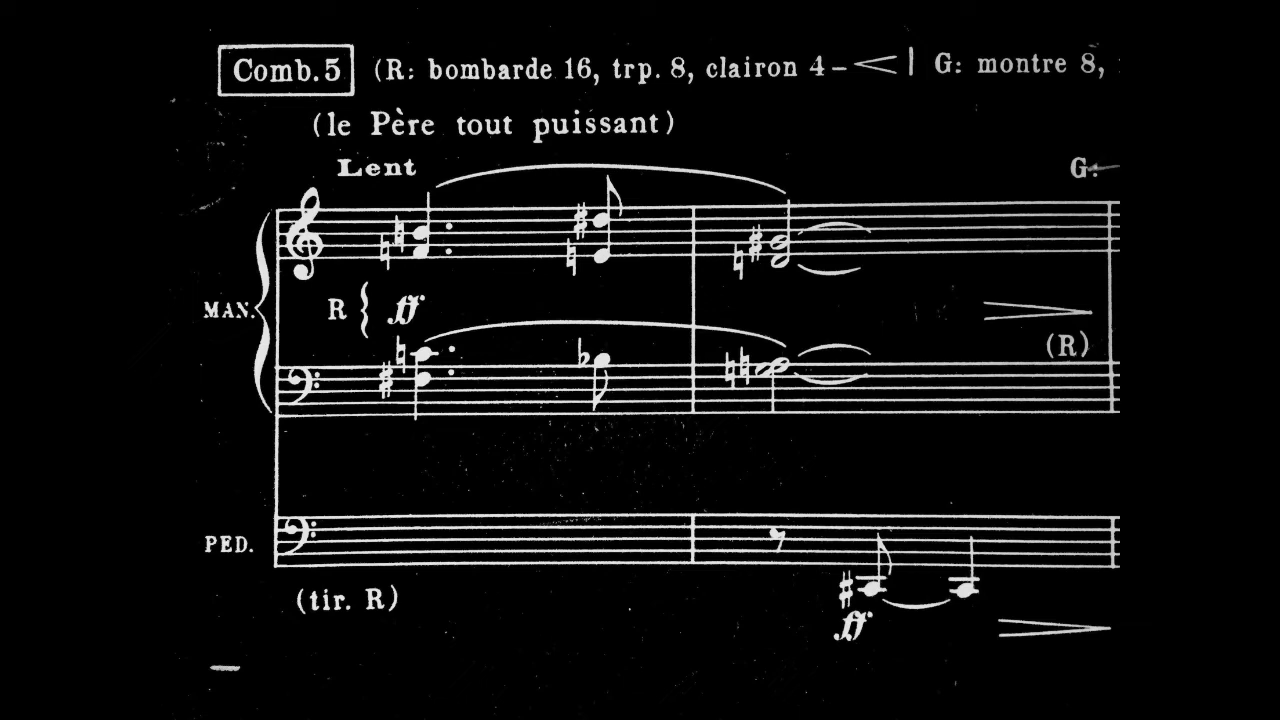 Comb. 5 (R: bombarde 16, trp. 8, clairon 4 – < | G: montre 8,
(le Père tout puissant)
Lent
G:
MAN. R { ff
(R)
PED.
(tir. R)
ff